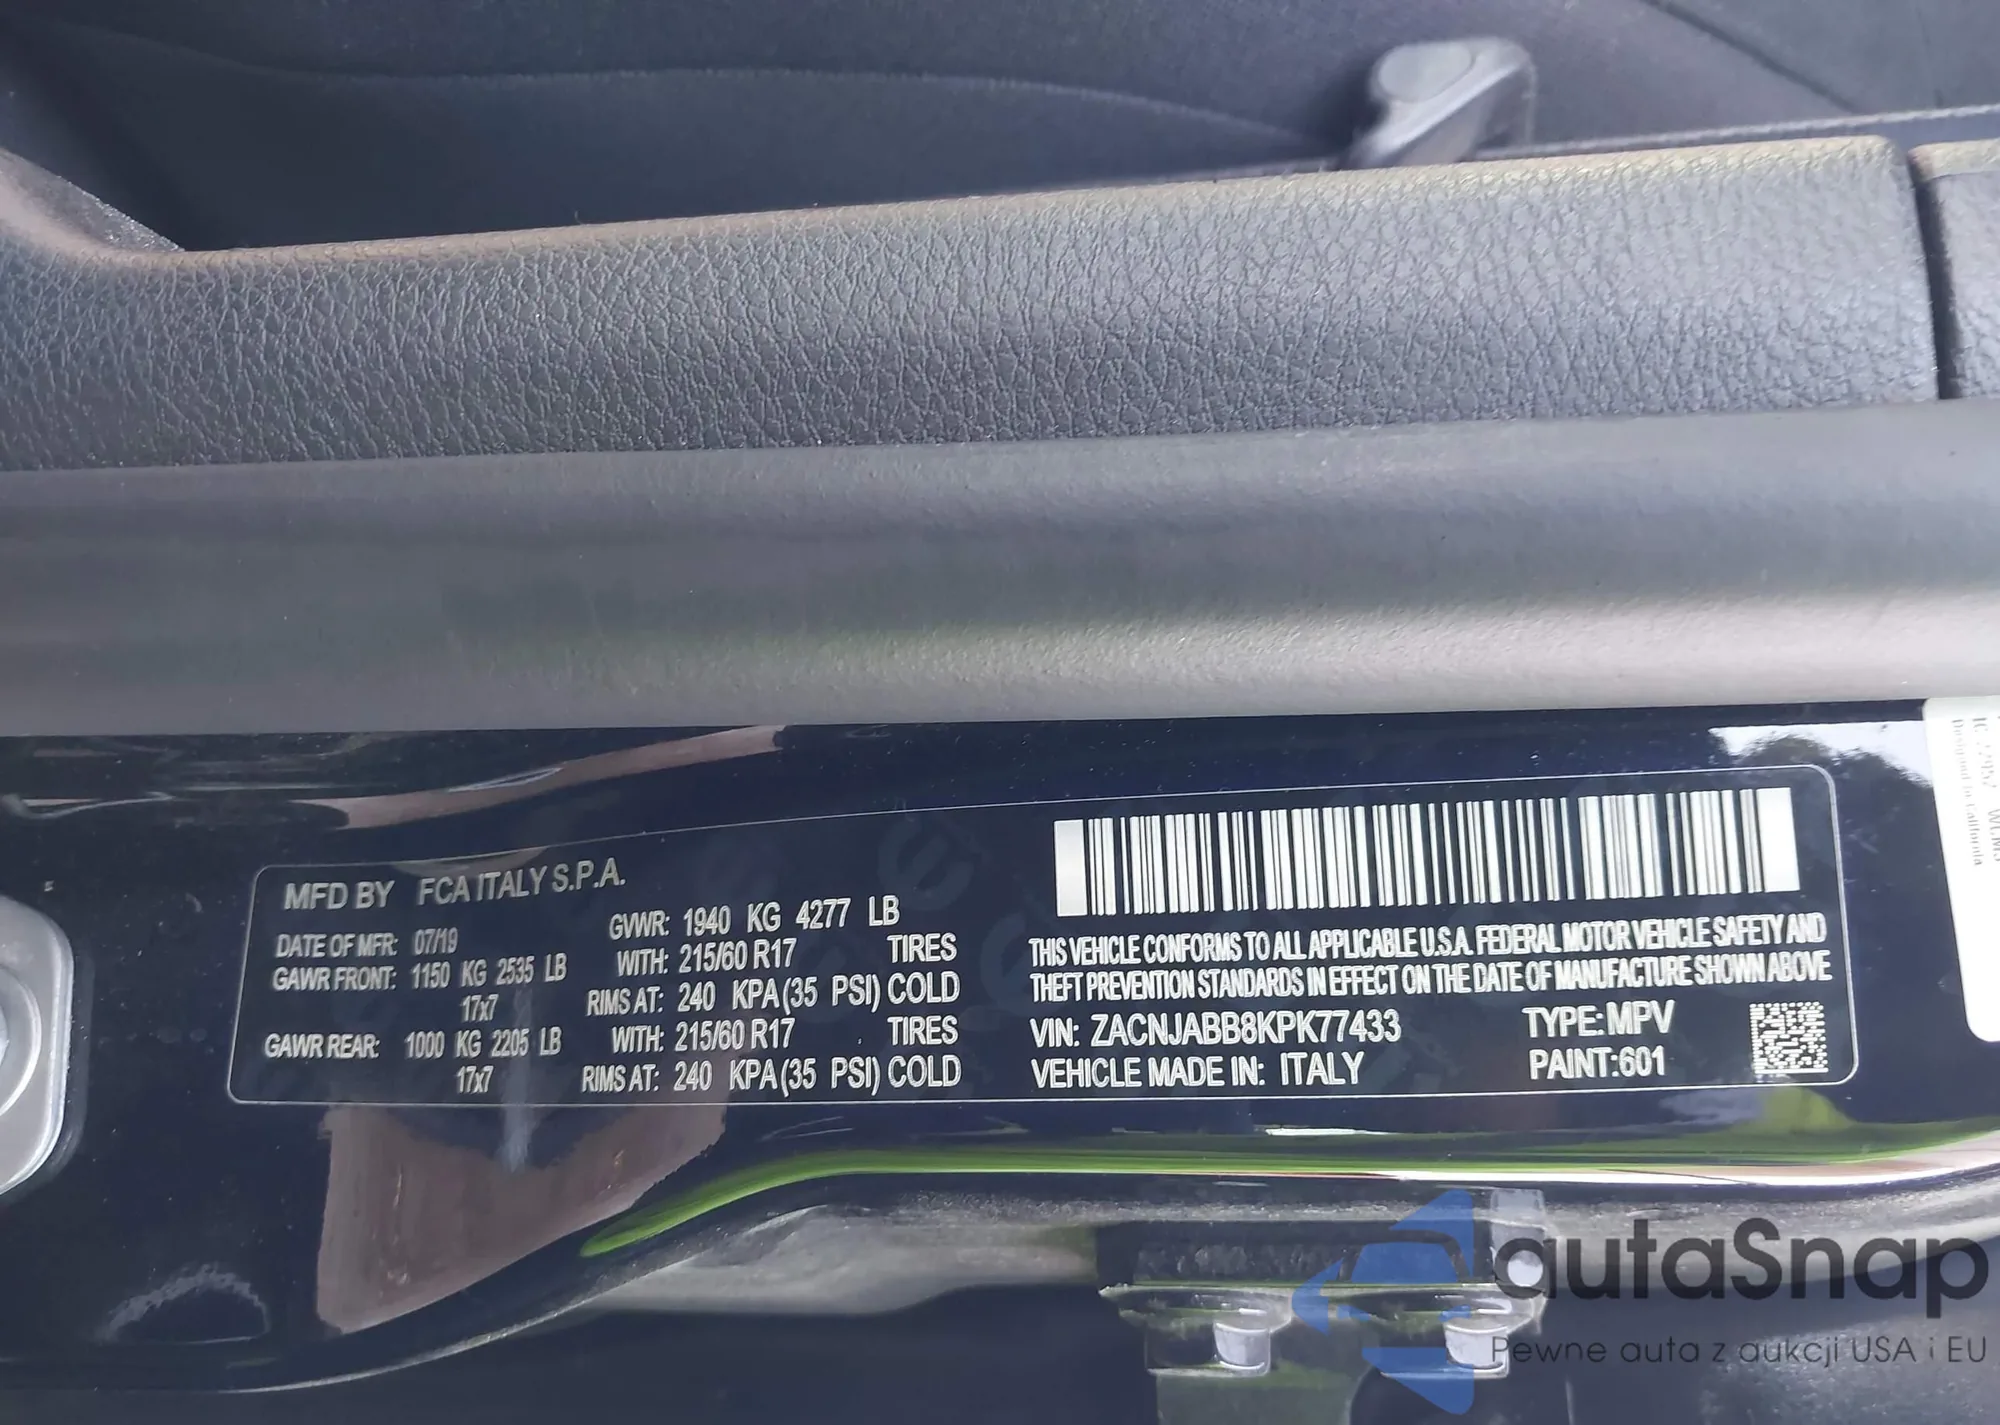 MFD BY FCA ITALY S.P.A.
DATE OF MFR: 07/19
GVWR: 1940 KG 4277 LB
GAWR FRONT: 1150 KG 2535 LB
WITH: 215/60 R17 TIRES
17x7
RIMS AT: 240 KPA(35 PSI) COLD
GAWR REAR: 1000 KG 2205 LB
WITH: 215/60 R17 TIRES
17x7
RIMS AT: 240 KPA(35 PSI) COLD
THIS VEHICLE CONFORMS TO ALL APPLICABLE U.S.A. FEDERAL MOTOR VEHICLE SAFETY AND
THEFT PREVENTION STANDARDS IN EFFECT ON THE DATE OF MANUFACTURE SHOWN ABOVE
VIN: ZACNJABB8KPK77433
TYPE:MPV
VEHICLE MADE IN: ITALY
PAINT:601
Designed in California
autaSnap
Pewne auta z aukcji USA i EU